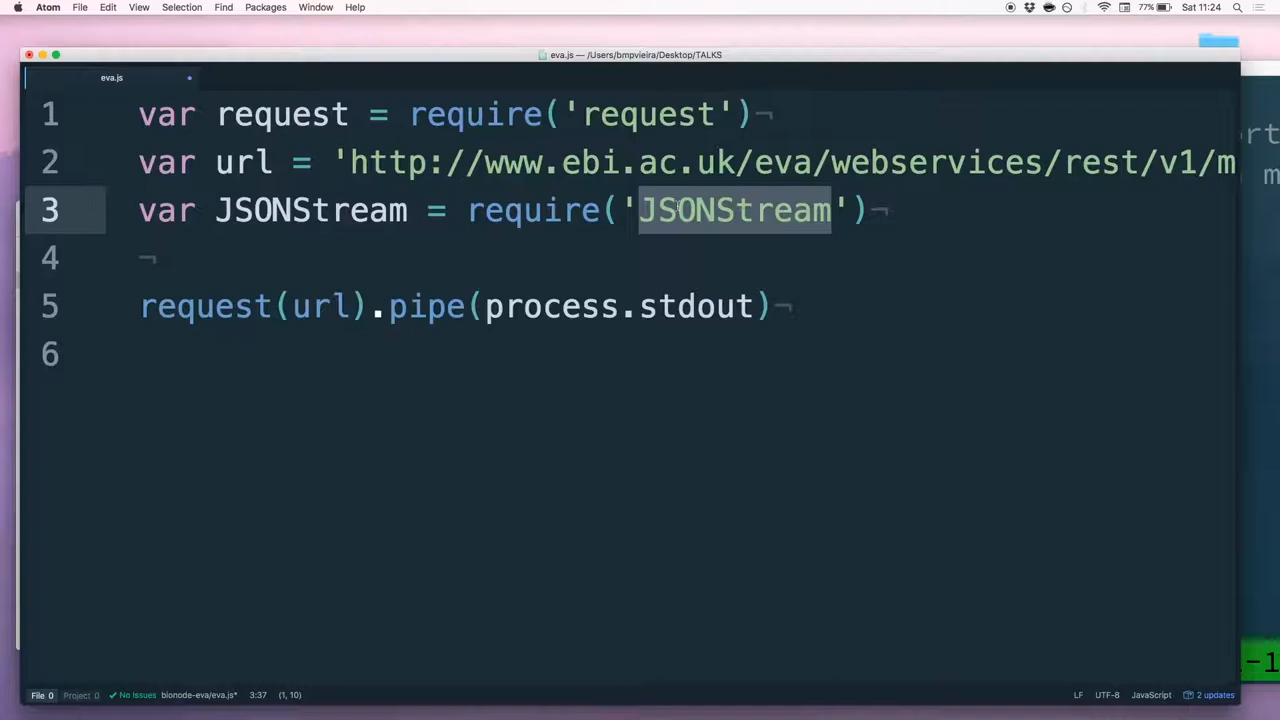 Atom File Edit View Selection Find Packages Window Help 77% Sat 11:24
eva.js — /Users/bmpvieira/Desktop/TALKS
eva.js
1 var request = require('request')¬
2 var url = 'http://www.ebi.ac.uk/eva/webservices/rest/v1/m
3 var JSONStream = require('JSONStream')¬
4 ¬
5 request(url).pipe(process.stdout)¬
6
File 0 Project 0 No Issues bionode-eva/eva.js* 3:37 (1, 10) LF UTF-8 JavaScript 2 updates